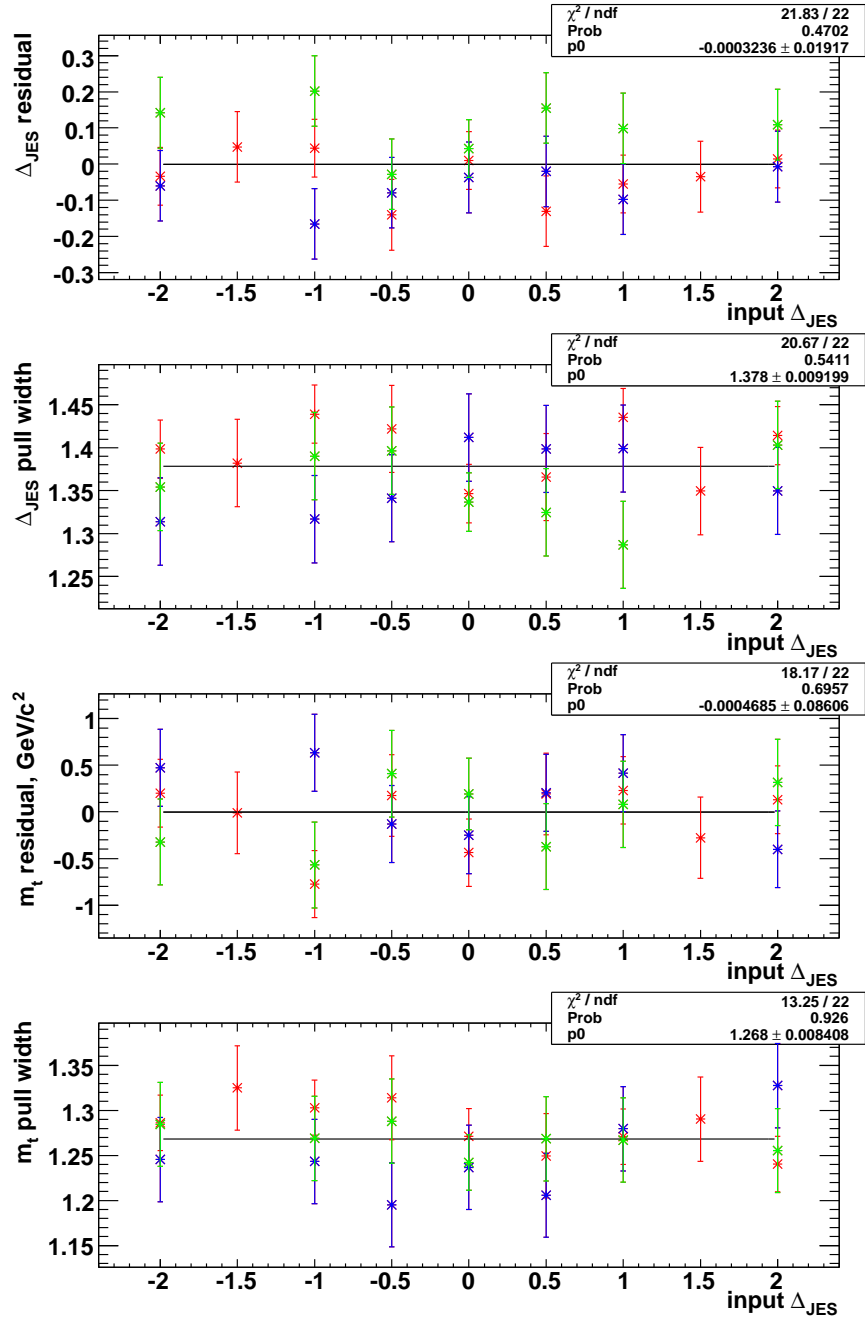 χ² / ndf 21.83 / 22
Prob 0.4702
p0 -0.0003236 ± 0.01917
Δ_JES residual
0.3
0.2
0.1
0
-0.1
-0.2
-0.3
-2 -1.5 -1 -0.5 0 0.5 1 1.5 2
input Δ_JES
χ² / ndf 20.67 / 22
Prob 0.5411
p0 1.378 ± 0.009199
Δ_JES pull width
1.45
1.4
1.35
1.3
1.25
-2 -1.5 -1 -0.5 0 0.5 1 1.5 2
input Δ_JES
χ² / ndf 18.17 / 22
Prob 0.6957
p0 -0.0004685 ± 0.08606
m_t residual, GeV/c²
1
0.5
0
-0.5
-1
-2 -1.5 -1 -0.5 0 0.5 1 1.5 2
input Δ_JES
χ² / ndf 13.25 / 22
Prob 0.926
p0 1.268 ± 0.008408
m_t pull width
1.35
1.3
1.25
1.2
1.15
-2 -1.5 -1 -0.5 0 0.5 1 1.5 2
input Δ_JES